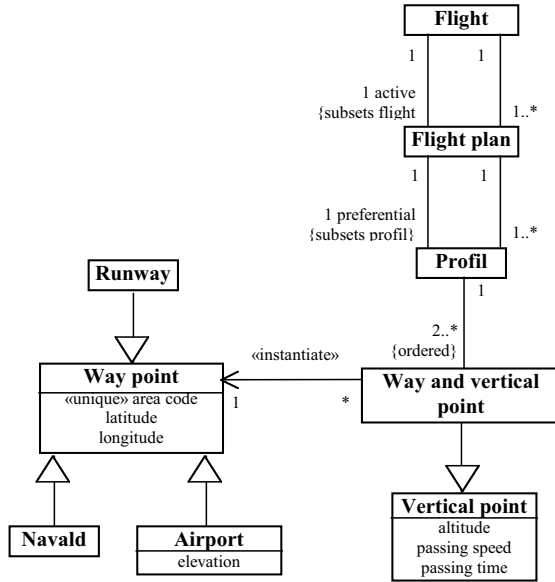 Flight
1 1
1 active
{subsets flight
1..*
Flight plan
1 1
1 preferential
{subsets profil}
1..*
Profil
1
Runway
2..*
{ordered}
«instantiate»
Way point
«unique» area code
latitude
longitude
1 *
Way and vertical
point
Navald
Airport
elevation
Vertical point
altitude
passing speed
passing time